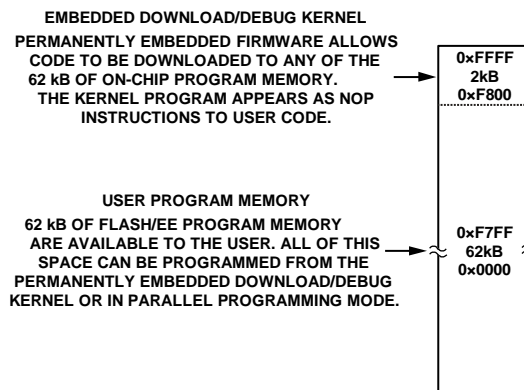 EMBEDDED DOWNLOAD/DEBUG KERNEL
PERMANENTLY EMBEDDED FIRMWARE ALLOWS
CODE TO BE DOWNLOADED TO ANY OF THE
62 kB OF ON-CHIP PROGRAM MEMORY.
THE KERNEL PROGRAM APPEARS AS NOP
INSTRUCTIONS TO USER CODE.
0×FFFF
2kB
0×F800
USER PROGRAM MEMORY
62 kB OF FLASH/EE PROGRAM MEMORY
ARE AVAILABLE TO THE USER. ALL OF THIS
SPACE CAN BE PROGRAMMED FROM THE
PERMANENTLY EMBEDDED DOWNLOAD/DEBUG
KERNEL OR IN PARALLEL PROGRAMMING MODE.
0×F7FF
62kB
0×0000